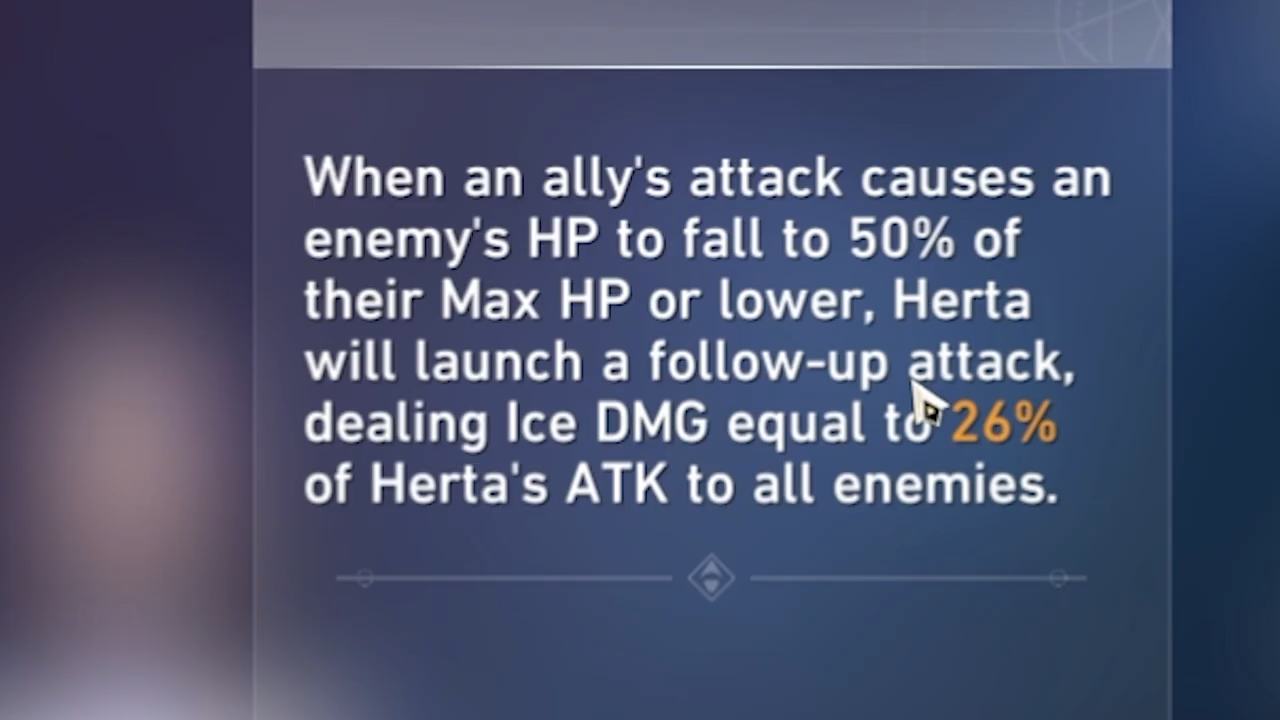 When an ally's attack causes an
enemy's HP to fall to 50% of
their Max HP or lower, Herta
will launch a follow-up attack,
dealing Ice DMG equal to 26%
of Herta's ATK to all enemies.